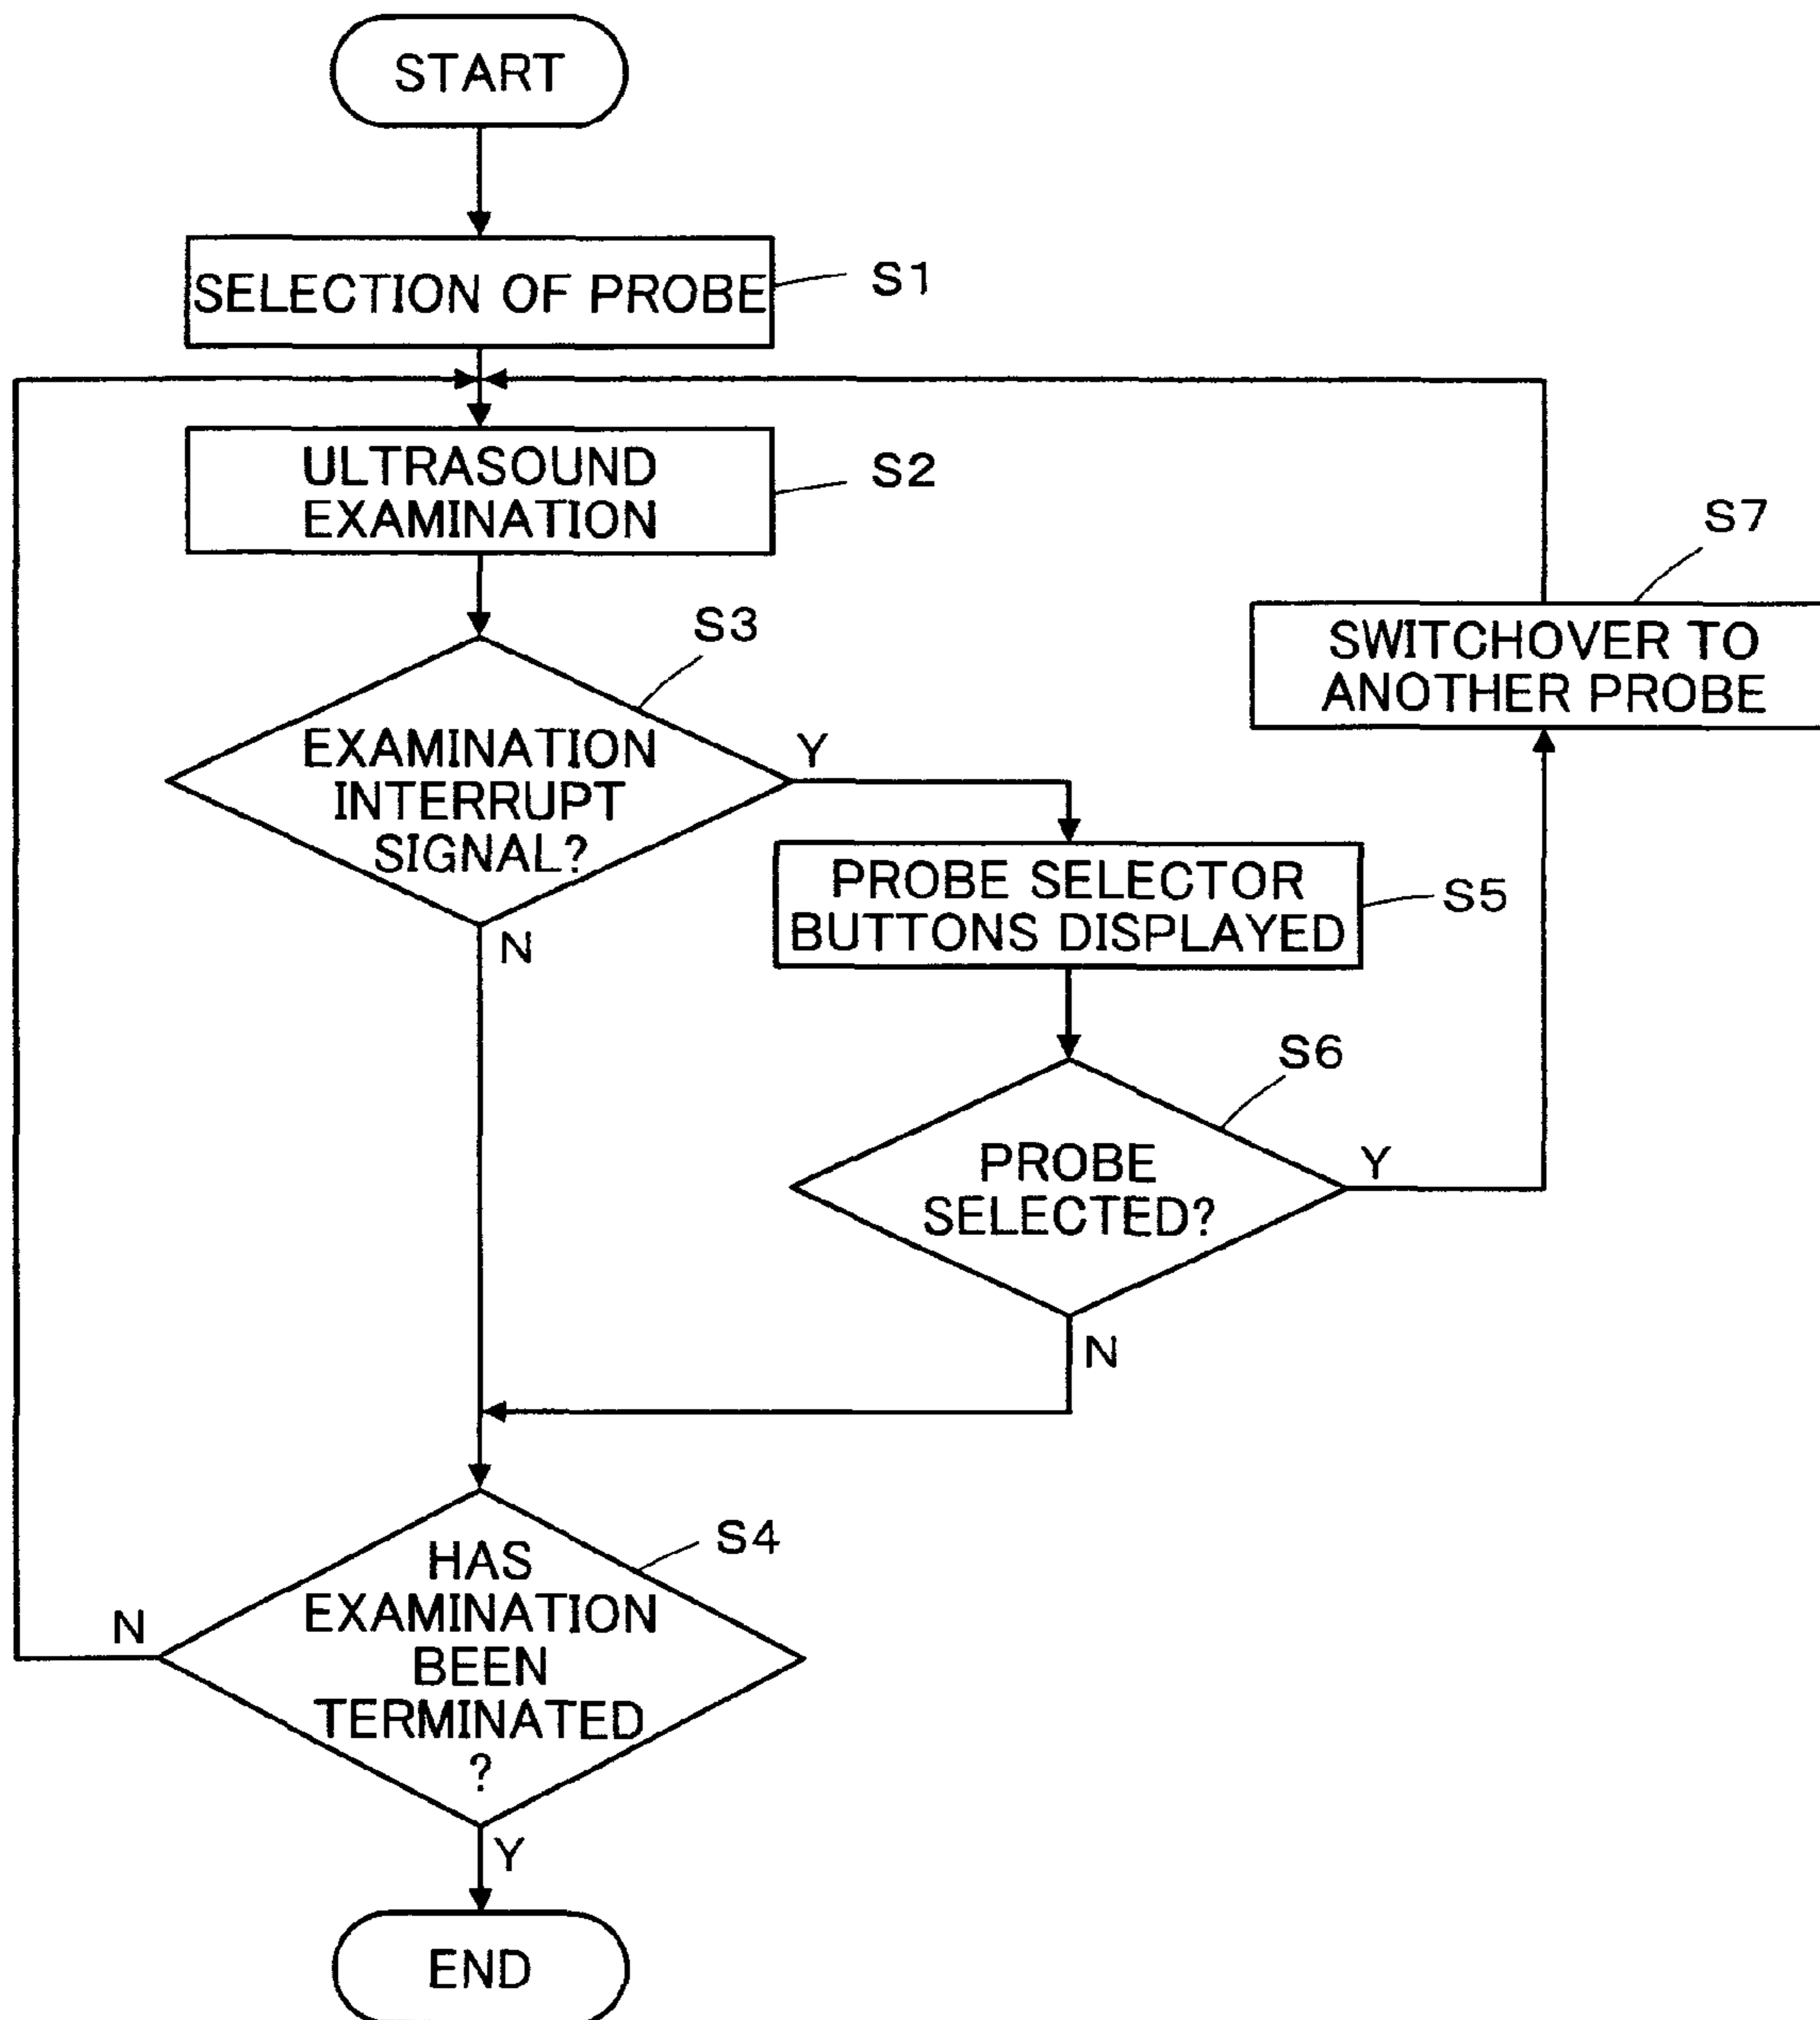 START
SELECTION OF PROBE
S1
ULTRASOUND
EXAMINATION
S2
S7
SWITCHOVER TO
ANOTHER PROBE
S3
EXAMINATION
INTERRUPT
SIGNAL?
Y
N
PROBE SELECTOR
BUTTONS DISPLAYED
S5
S6
PROBE
SELECTED?
Y
N
S4
HAS
EXAMINATION
BEEN
TERMINATED
?
N
Y
END